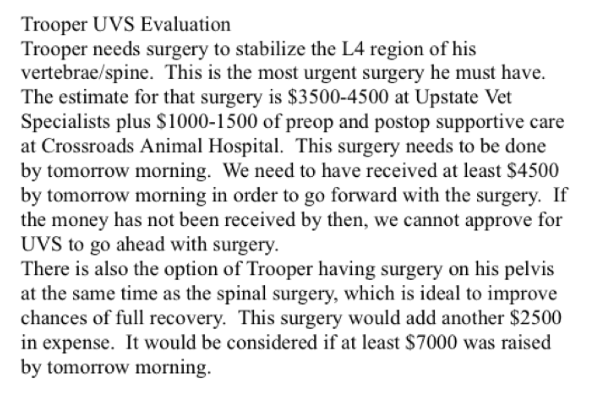 Trooper UVS Evaluation
Trooper needs surgery to stabilize the L4 region of his
vertebrae/spine.  This is the most urgent surgery he must have.
The estimate for that surgery is $3500-4500 at Upstate Vet
Specialists plus $1000-1500 of preop and postop supportive care
at Crossroads Animal Hospital.  This surgery needs to be done
by tomorrow morning.  We need to have received at least $4500
by tomorrow morning in order to go forward with the surgery.  If
the money has not been received by then, we cannot approve for
UVS to go ahead with surgery.
There is also the option of Trooper having surgery on his pelvis
at the same time as the spinal surgery, which is ideal to improve
chances of full recovery.  This surgery would add another $2500
in expense.  It would be considered if at least $7000 was raised
by tomorrow morning.